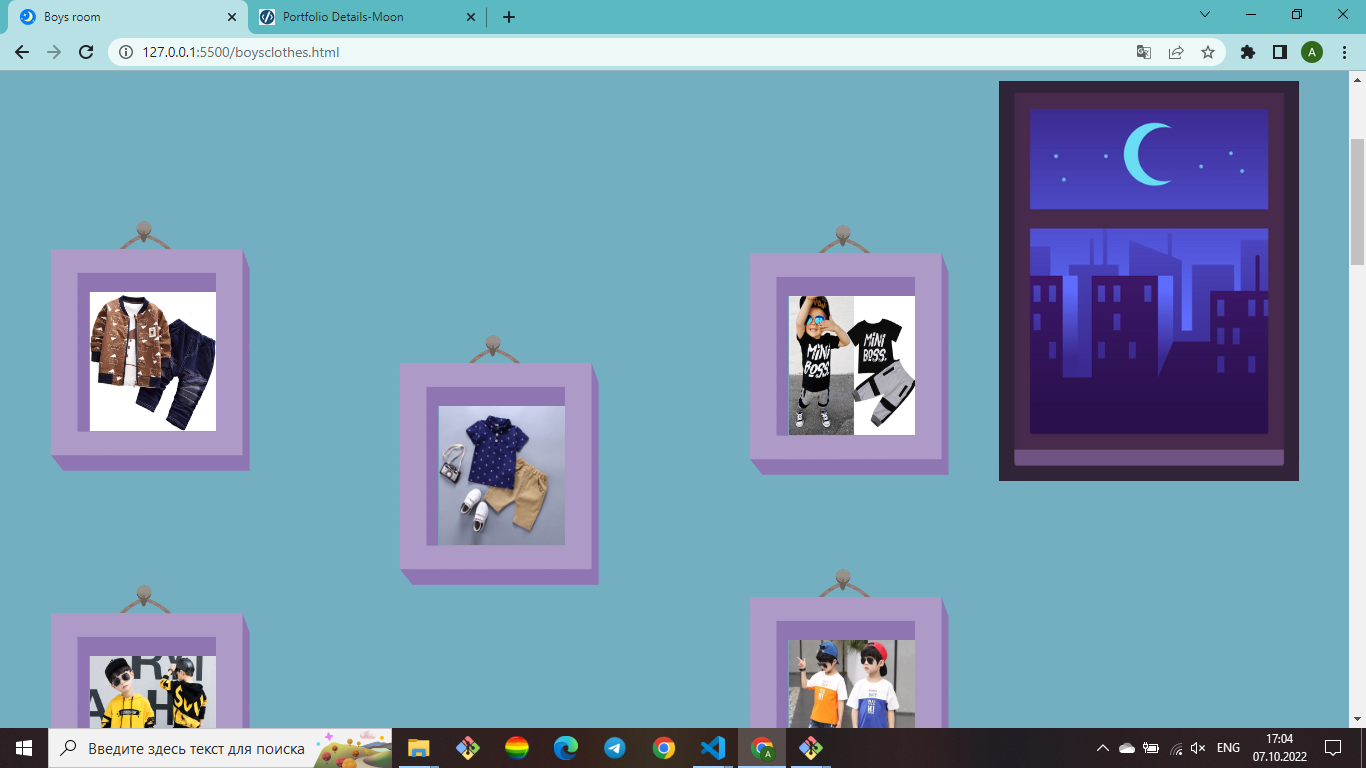 Boys room
Portfolio Details-Moon
127.0.0.1:5500/boysclothes.html
A
MINI
BOSS.
MINI
BOSS.
Введите здесь текст для поиска
A
ENG
17:04
07.10.2022